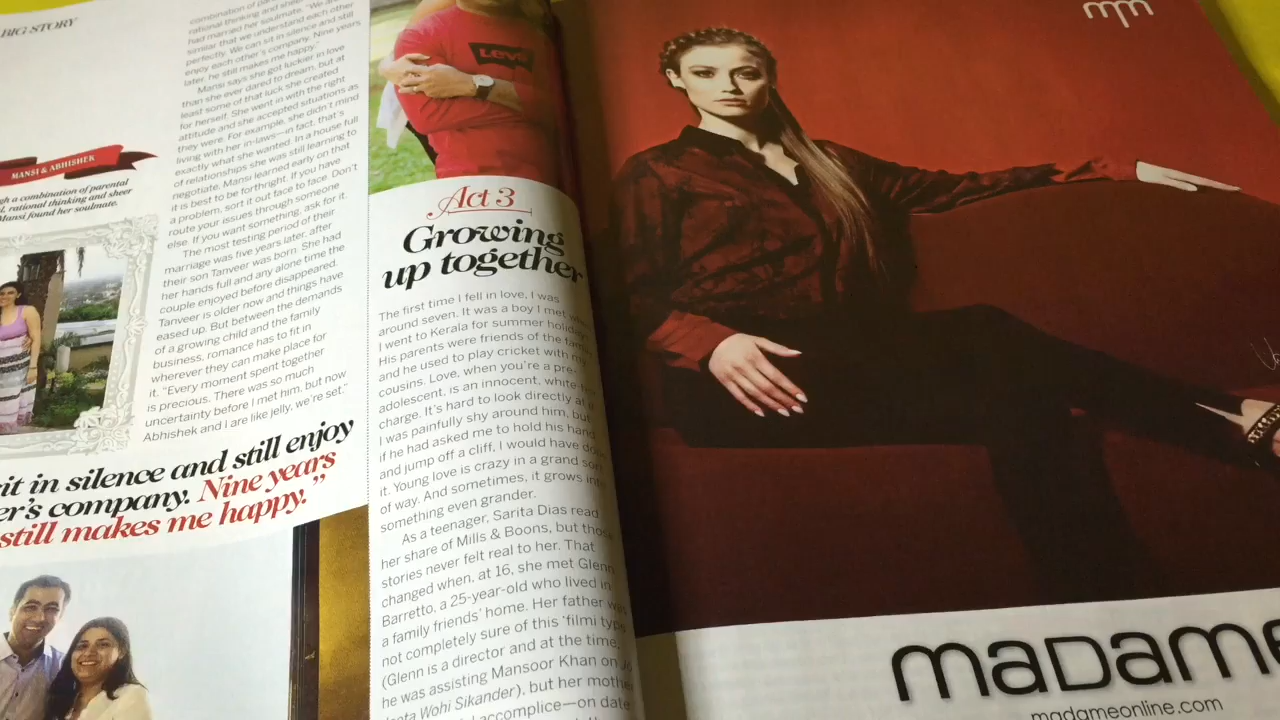 BIG STORY
combination of
rational thinking and sheer
had married her soulmate. "We are
similar that we understand each other
perfectly. We can sit in silence and still
enjoy each other's company. Nine years
later, he still makes me happy."
Mansi says she got luckier in love
than she ever dared to dream, but at
least some of that luck she created
for herself. She went in with the right
attitude and she accepted situations as
they were. For example, she didn't mind
living with her in-laws—in fact, that's
exactly what she wanted. In a house full
of relationships she was still learning to
negotiate, Mansi learned early on that
it is best to be forthright. If you have
a problem, sort it out face to face. Don't
route your issues through someone
else. If you want something, ask for it.
The most testing period of their
marriage was five years later, after
their son Tanveer was born. She had
her hands full and any alone time the
couple enjoyed before disappeared.
Tanveer is older now and things have
eased up. But between the demands
of a growing child and the family
business, romance has to fit in
wherever they can make place for
it. "Every moment spent together
is precious. There was so much
uncertainty before I met him, but now
Abhishek and I are like jelly, we're set."
MANSI & ABHISHEK
a combination of parental
rational thinking and sheer
Mansi found her soulmate.
it in silence and still enjoy
company. Nine years
still makes me happy."
Levi's
Act 3
Growing
up together
The first time I fell in love, I was
around seven. It was a boy I met
I went to Kerala for summer
His parents were friends of the
and he used to play cricket with
cousins. Love, when you're a pre-
adolescent, is an innocent, white
charge. It's hard to look directly at
I was painfully shy around him, but
if he had asked me to hold his hand
and jump off a cliff, I would have
it. Young love is crazy in a grand
of way. And sometimes, it grows
something even grander.
As a teenager, Sarita Dias read
her share of Mills & Boons, but
stories never felt real to her. That
changed when, at 16, she met Glenn
Barretto, a 25-year-old who lived in
a family friends' home. Her father
not completely sure of this 'filmi type'
(Glenn is a director and at the time,
he was assisting Mansoor Khan on
Jeeta Wohi Sikander), but her
accomplice—on
madame
madameonline.com